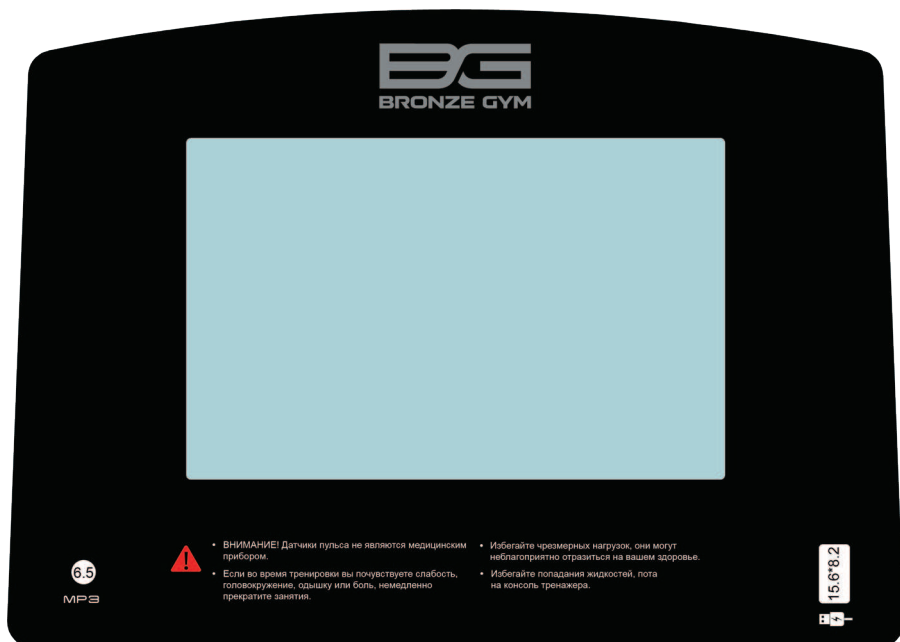 BG
BRONZE GYM
• ВНИМАНИЕ! Датчики пульса не являются медицинским
прибором.
• Если во время тренировки вы почувствуете слабость,
головокружение, одышку или боль, немедленно
прекратите занятия.
• Избегайте чрезмерных нагрузок, они могут
неблагоприятно отразиться на вашем здоровье.
• Избегайте попадания жидкостей, пота
на консоль тренажера.
6.5
MP3
15.6*8.2